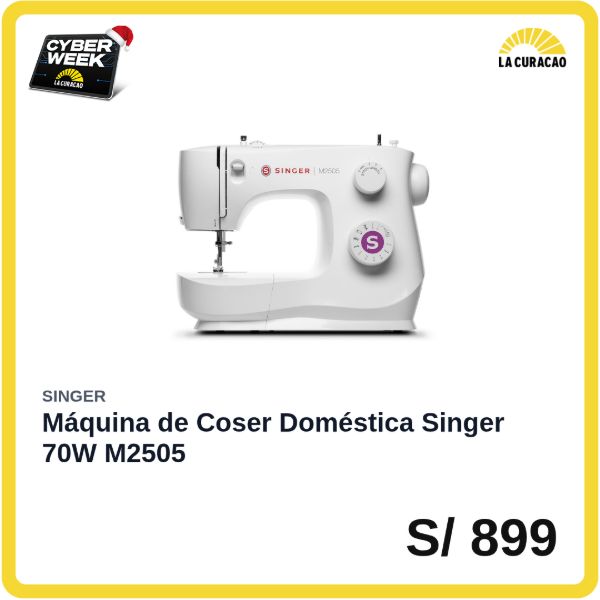 CYBER
WEEK
LA CURACAO
LA CURACAO
S SINGER | M2505
S
SINGER
Máquina de Coser Doméstica Singer
70W M2505
S/ 899